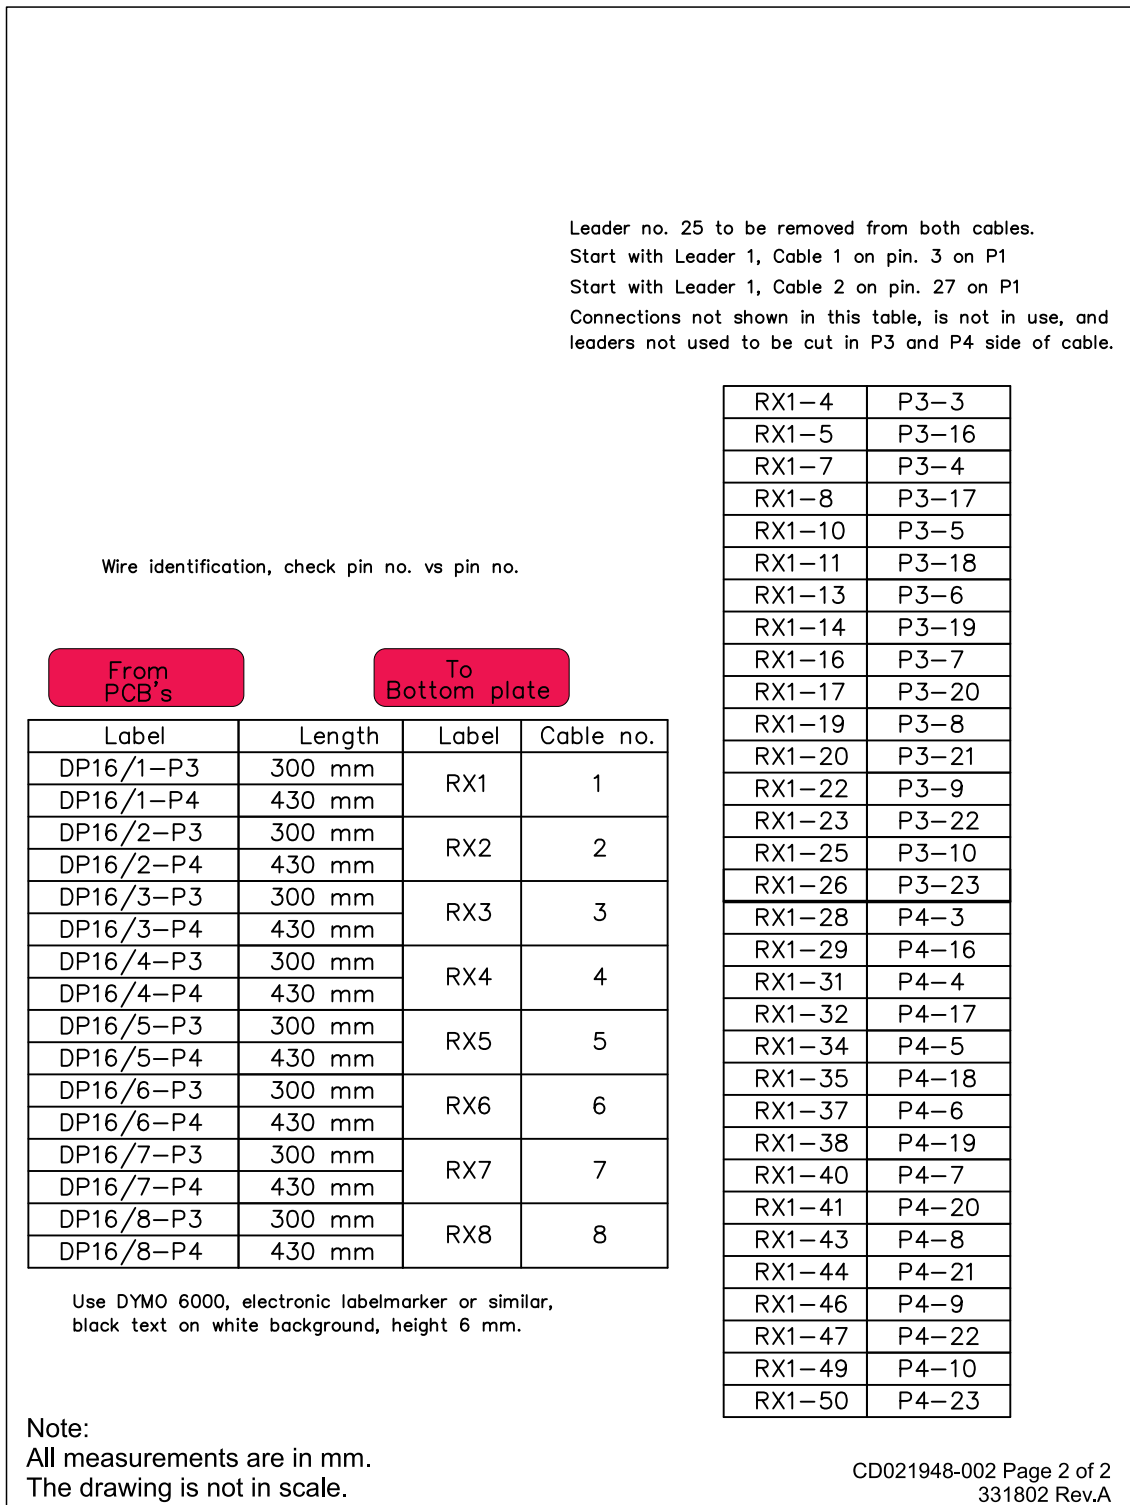 Leader no. 25 to be removed from both cables.
Start with Leader 1, Cable 1 on pin. 3 on P1
Start with Leader 1, Cable 2 on pin. 27 on P1
Connections not shown in this table, is not in use, and
leaders not used to be cut in P3 and P4 side of cable.
RX1-4 P3-3
RX1-5 P3-16
RX1-7 P3-4
RX1-8 P3-17
RX1-10 P3-5
RX1-11 P3-18
RX1-13 P3-6
RX1-14 P3-19
RX1-16 P3-7
RX1-17 P3-20
RX1-19 P3-8
RX1-20 P3-21
RX1-22 P3-9
RX1-23 P3-22
RX1-25 P3-10
RX1-26 P3-23
RX1-28 P4-3
RX1-29 P4-16
RX1-31 P4-4
RX1-32 P4-17
RX1-34 P4-5
RX1-35 P4-18
RX1-37 P4-6
RX1-38 P4-19
RX1-40 P4-7
RX1-41 P4-20
RX1-43 P4-8
RX1-44 P4-21
RX1-46 P4-9
RX1-47 P4-22
RX1-49 P4-10
RX1-50 P4-23
Wire identification, check pin no. vs pin no.
From
PCB's
To
Bottom plate
Label Length Label Cable no.
DP16/1-P3 300 mm RX1 1
DP16/1-P4 430 mm
DP16/2-P3 300 mm RX2 2
DP16/2-P4 430 mm
DP16/3-P3 300 mm RX3 3
DP16/3-P4 430 mm
DP16/4-P3 300 mm RX4 4
DP16/4-P4 430 mm
DP16/5-P3 300 mm RX5 5
DP16/5-P4 430 mm
DP16/6-P3 300 mm RX6 6
DP16/6-P4 430 mm
DP16/7-P3 300 mm RX7 7
DP16/7-P4 430 mm
DP16/8-P3 300 mm RX8 8
DP16/8-P4 430 mm
Use DYMO 6000, electronic labelmarker or similar,
black text on white background, height 6 mm.
Note:
All measurements are in mm.
The drawing is not in scale.
CD021948-002 Page 2 of 2
331802 Rev.A